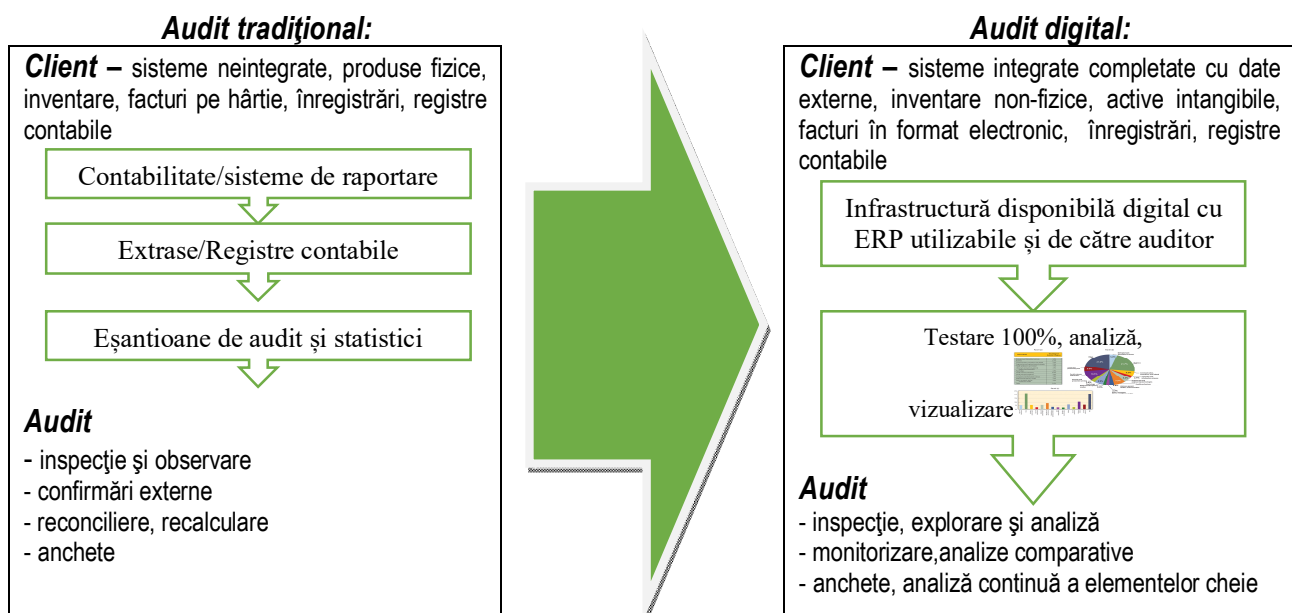 Audit tradiţional:
Client – sisteme neintegrate, produse fizice,
inventare, facturi pe hârtie, înregistrări, registre
contabile
Contabilitate/sisteme de raportare
Extrase/Registre contabile
Eșantioane de audit și statistici
Audit
- inspecţie şi observare
- confirmări externe
- reconciliere, recalculare
- anchete
Audit digital:
Client – sisteme integrate completate cu date
externe, inventare non-fizice, active intangibile,
facturi în format electronic, înregistrări, registre
contabile
Infrastructură disponibilă digital cu
ERP utilizabile și de către auditor
Testare 100%, analiză,
vizualizare
Audit
- inspecţie, explorare şi analiză
- monitorizare,analize comparative
- anchete, analiză continuă a elementelor cheie